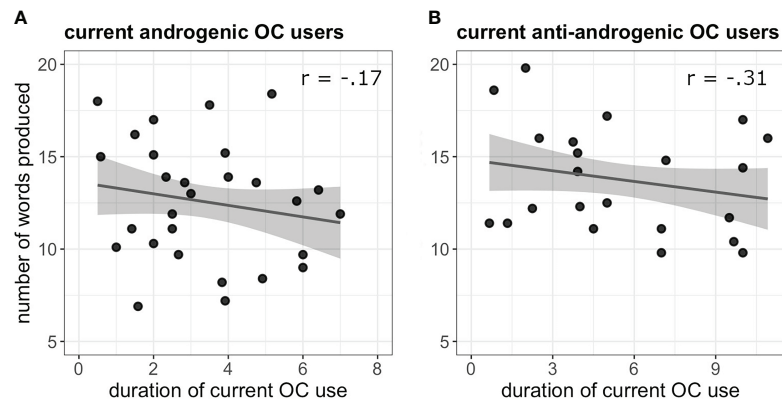 A
current androgenic OC users
number of words produced
20
15
10
5
r = -.17
0 2 4 6 8
duration of current OC use
B
current anti-androgenic OC users
20
15
10
5
r = -.31
0 3 6 9
duration of current OC use